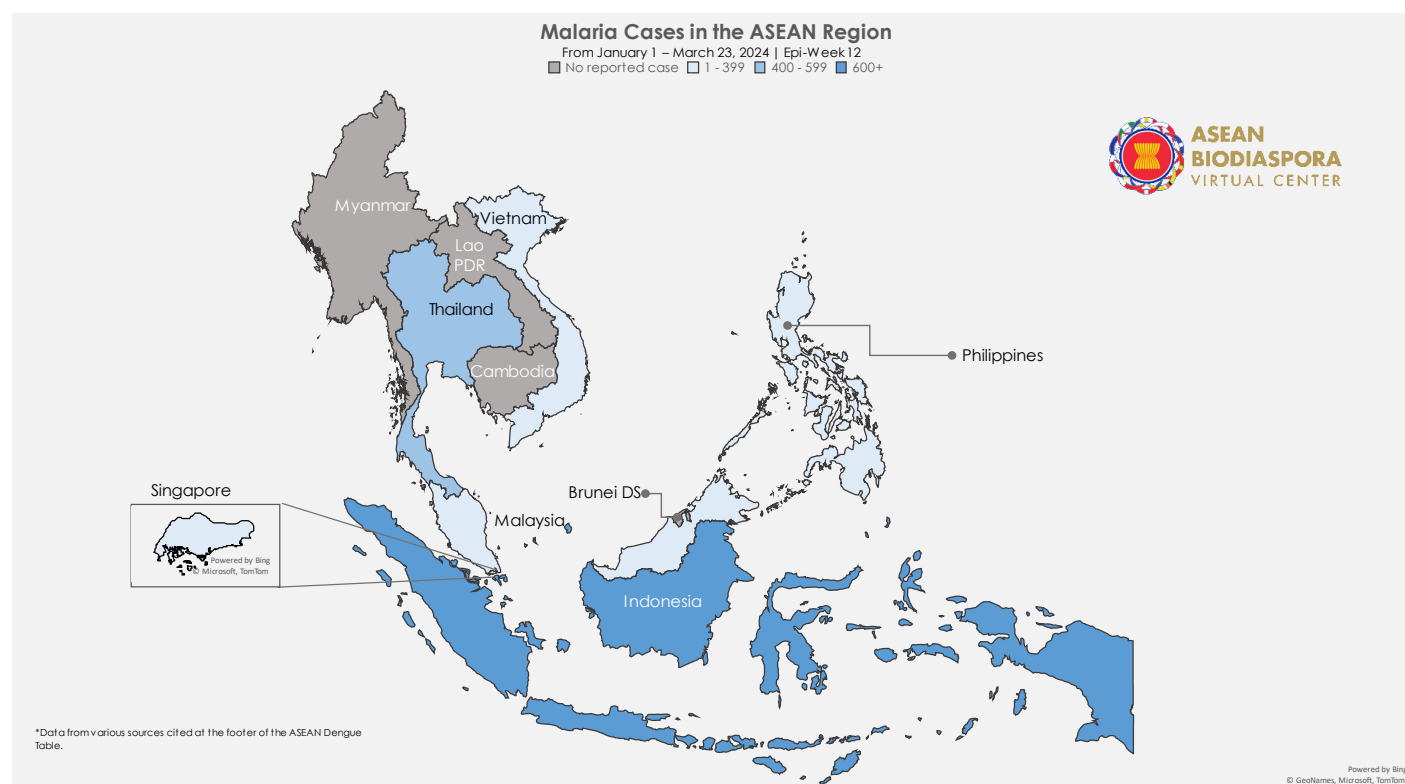 Malaria Cases in the ASEAN Region
From January 1 – March 23, 2024 | Epi-Week 12
No reported case 1 - 399 400 - 599 600+
ASEAN
BIODIASPORA
VIRTUAL CENTER
Myanmar
Vietnam
Lao
PDR
Thailand
Philippines
Cambodia
Singapore
Brunei DS
Malaysia
Powered by Bing
© Microsoft, TomTom
Indonesia
*Data from various sources cited at the footer of the ASEAN Dengue
Table.
Powered by Bing
© GeoNames, Microsoft, TomTom